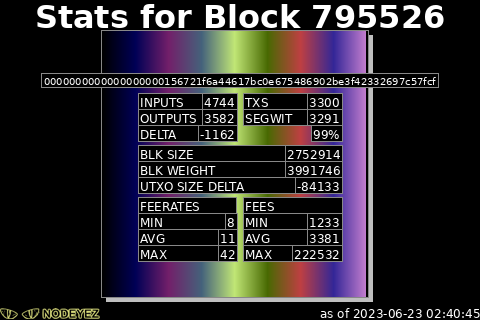 Stats for Block 795526
00000000000000000000156721f6a44617bc0e675486902be3f42332697c57fcf
INPUTS 4744 TXS 3300
OUTPUTS 3582 SEGWIT 3291
DELTA -1162 99%
BLK SIZE 2752914
BLK WEIGHT 3991746
UTXO SIZE DELTA -84133
FEERATES FEES
MIN 8 MIN 1233
AVG 11 AVG 3381
MAX 42 MAX 222532
NODEYEZ as of 2023-06-23 02:40:45